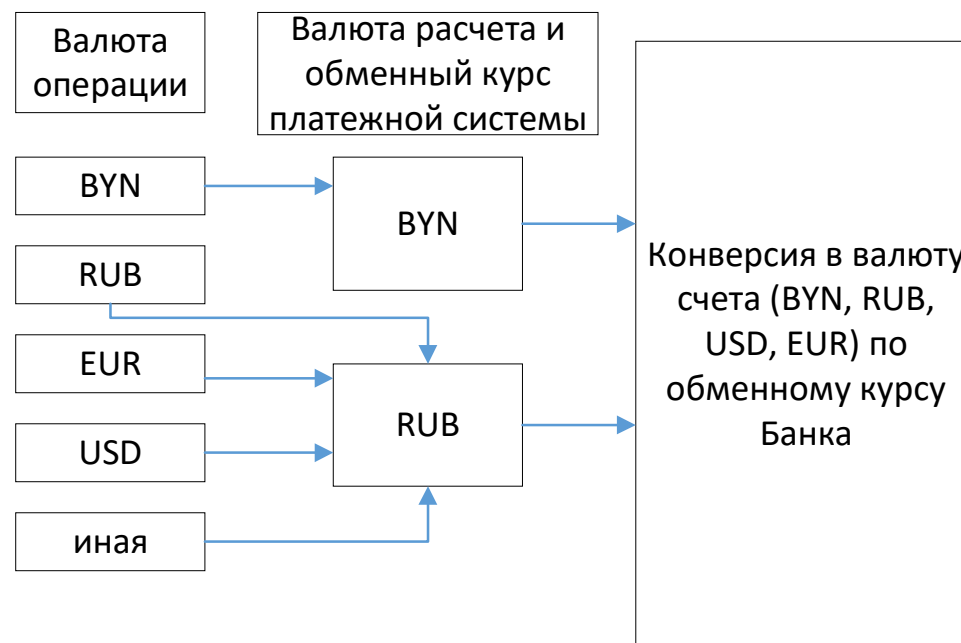 Валюта
операции
Валюта расчета и
обменный курс
платежной системы
BYN
RUB
EUR
USD
иная
BYN
RUB
Конверсия в валюту
счета (BYN, RUB,
USD, EUR) по
обменному курсу
Банка